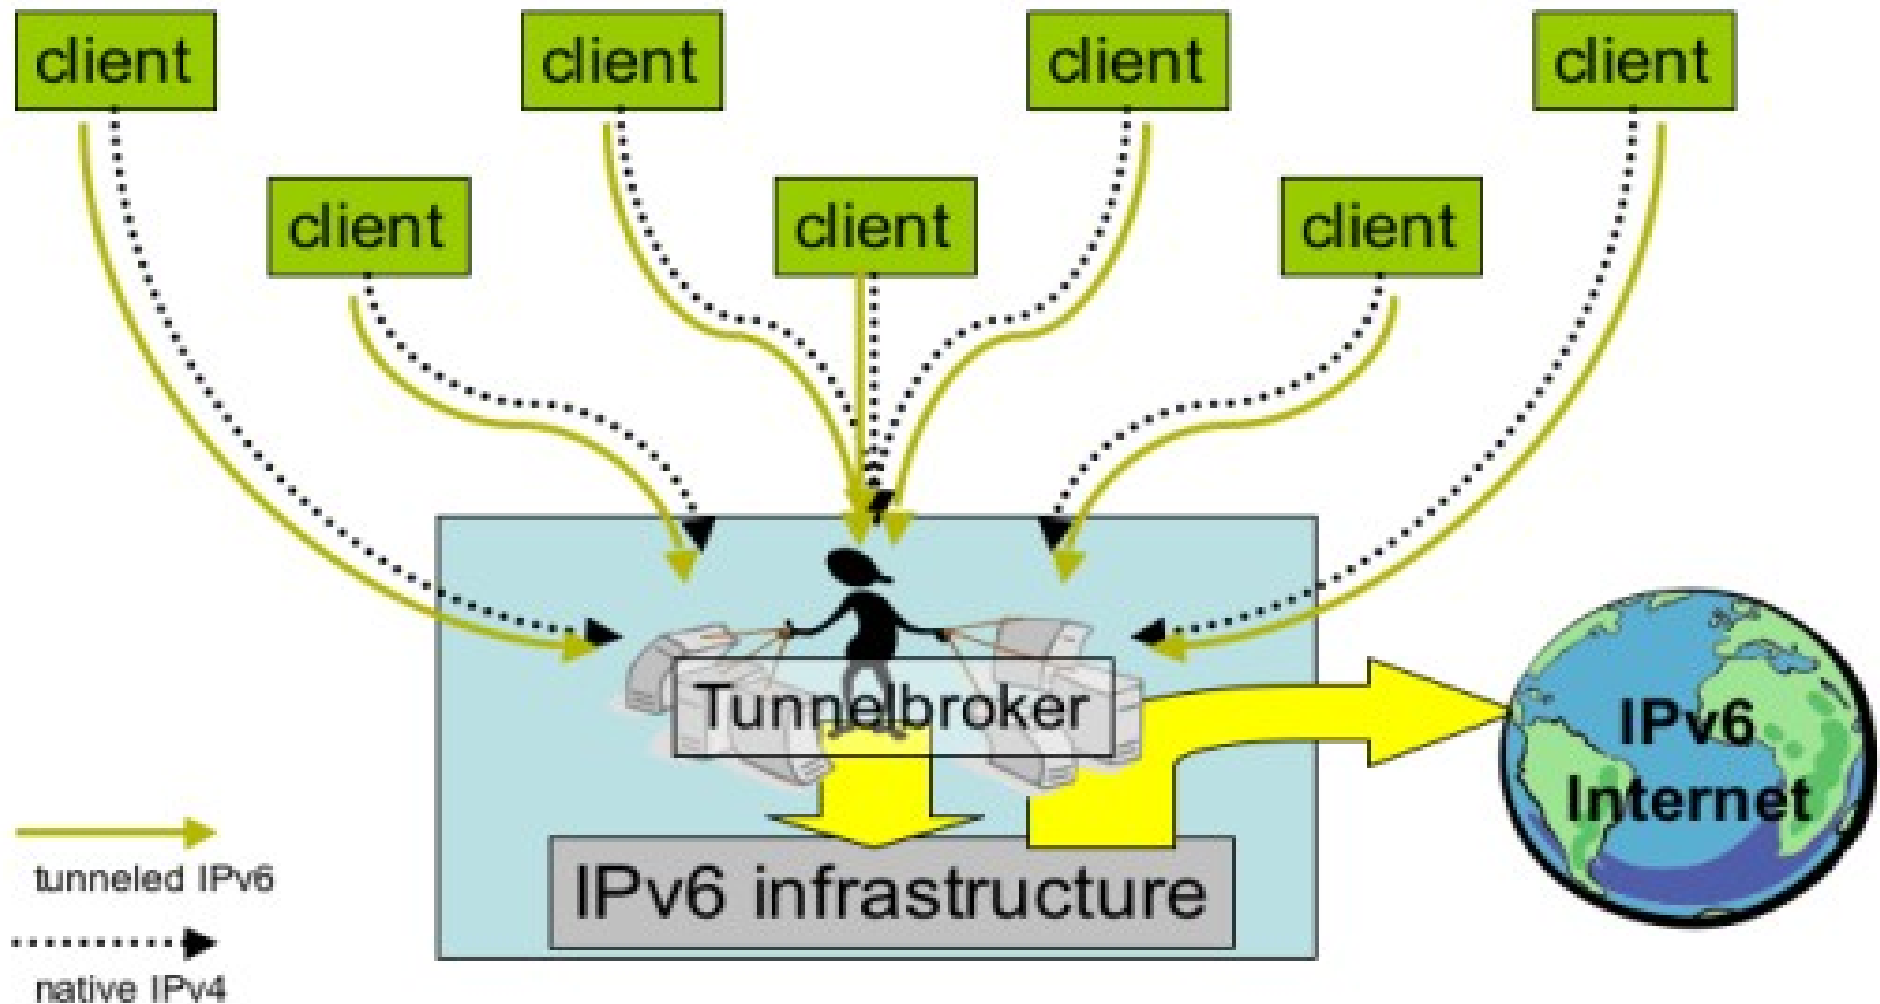 client
client
client
client
client
client
client
Tunnelbroker
IPv6
Internet
IPv6 infrastructure
tunneled IPv6
native IPv4